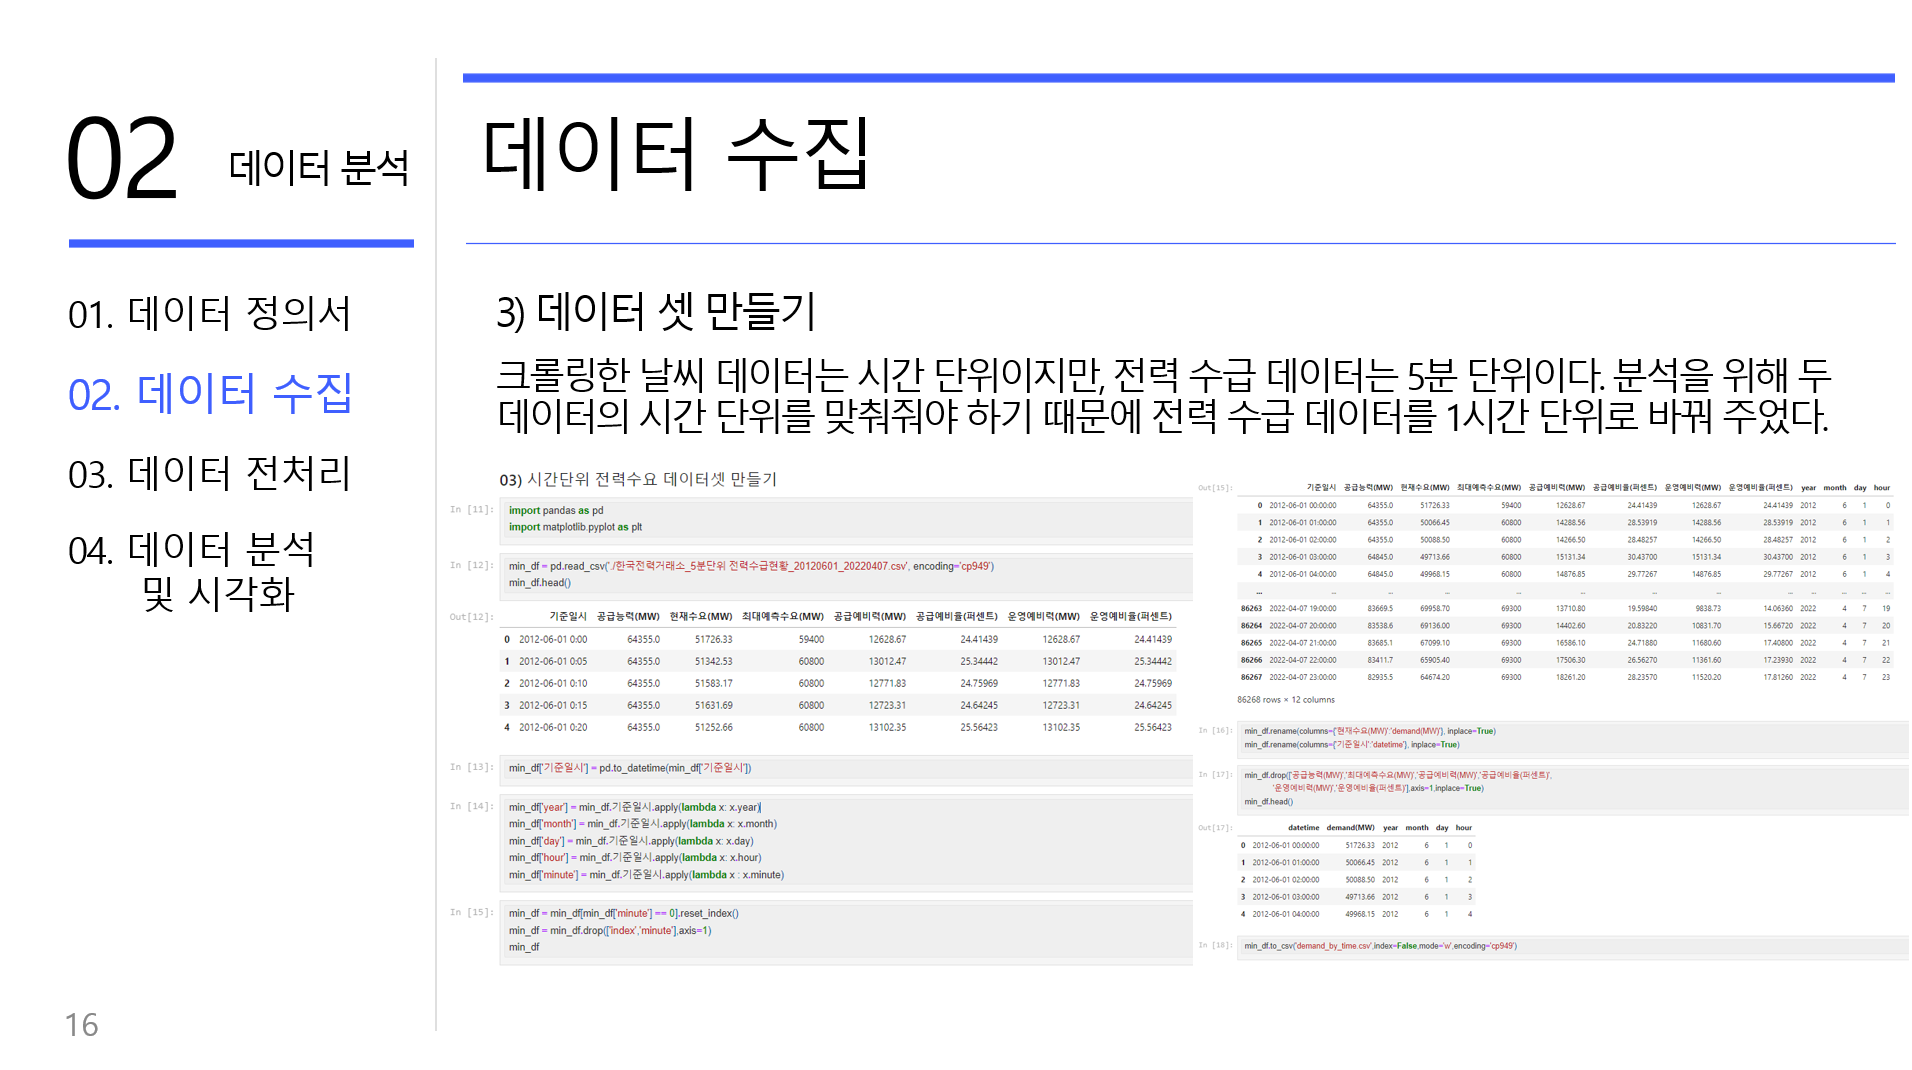 02 데이터 분석
01. 데이터 정의서
02. 데이터 수집
03. 데이터 전처리
04. 데이터 분석
및 시각화
16
데이터 수집
3) 데이터 셋 만들기
크롤링한 날씨 데이터는 시간 단위이지만, 전력 수급 데이터는 5분 단위이다. 분석을 위해 두
데이터의 시간 단위를 맞춰줘야 하기 때문에 전력 수급 데이터를 1시간 단위로 바꿔 주었다.
03) 시간단위 전력수요 데이터셋 만들기
In [11]:
import pandas as pd
import matplotlib.pyplot as plt
In [12]:
min_df = pd.read_csv('./한국전력거래소_5분단위 전력수급현황_20120601_20220407.csv', encoding='cp949')
min_df.head()
Out[12]:
기준일시 공급능력(MW) 현재수요(MW) 최대예측수요(MW) 공급예비력(MW) 공급예비율(퍼센트) 운영예비력(MW) 운영예비율(퍼센트)
0 2012-06-01 0:00 64355.0 51726.33 59400 12628.67 24.41439 12628.67 24.41439
1 2012-06-01 0:05 64355.0 51342.53 60800 13012.47 25.34442 13012.47 25.34442
2 2012-06-01 0:10 64355.0 51583.17 60800 12771.83 24.75969 12771.83 24.75969
3 2012-06-01 0:15 64355.0 51631.69 60800 12723.31 24.64245 12723.31 24.64245
4 2012-06-01 0:20 64355.0 51252.66 60800 13102.35 25.56423 13102.35 25.56423
In [13]:
min_df['기준일시'] = pd.to_datetime(min_df['기준일시'])
In [14]:
min_df['year'] = min_df.기준일시.apply(lambda x: x.year)
min_df['month'] = min_df.기준일시.apply(lambda x: x.month)
min_df['day'] = min_df.기준일시.apply(lambda x: x.day)
min_df['hour'] = min_df.기준일시.apply(lambda x: x.hour)
min_df['minute'] = min_df.기준일시.apply(lambda x : x.minute)
In [15]:
min_df = min_df[min_df['minute'] == 0].reset_index()
min_df = min_df.drop(['index','minute'],axis=1)
min_df
Out[15]:
기준일시 공급능력(MW) 현재수요(MW) 최대예측수요(MW) 공급예비력(MW) 공급예비율(퍼센트) 운영예비력(MW) 운영예비율(퍼센트) year month day hour
0 2012-06-01 00:00:00 64355.0 51726.33 59400 12628.67 24.41439 12628.67 24.41439 2012 6 1 0
1 2012-06-01 01:00:00 64355.0 50066.45 60800 14288.56 28.53919 14288.56 28.53919 2012 6 1 1
2 2012-06-01 02:00:00 64355.0 50088.50 60800 14266.50 28.48257 14266.50 28.48257 2012 6 1 2
3 2012-06-01 03:00:00 64845.0 49713.66 60800 15131.34 30.43700 15131.34 30.43700 2012 6 1 3
4 2012-06-01 04:00:00 64845.0 49968.15 60800 14876.85 29.77267 14876.85 29.77267 2012 6 1 4
... ... ... ... ... ... ... ... ... ... ... ... ...
86263 2022-04-07 19:00:00 83669.5 69958.70 69300 13710.80 19.59840 9838.73 14.06360 2022 4 7 19
86264 2022-04-07 20:00:00 83538.6 69136.00 69300 14402.60 20.83220 10831.70 15.66720 2022 4 7 20
86265 2022-04-07 21:00:00 83685.1 67099.10 69300 16586.10 24.71880 11680.60 17.40800 2022 4 7 21
86266 2022-04-07 22:00:00 83411.7 65905.40 69300 17506.30 26.56270 11361.60 17.23930 2022 4 7 22
86267 2022-04-07 23:00:00 82935.5 64674.20 69300 18261.20 28.23570 11520.20 17.81260 2022 4 7 23
86268 rows × 12 columns
In [16]:
min_df.rename(columns={'현재수요(MW)':'demand(MW)'}, inplace=True)
min_df.rename(columns={'기준일시':'datetime'}, inplace=True)
In [17]:
min_df.drop(['공급능력(MW)','최대예측수요(MW)','공급예비력(MW)','공급예비율(퍼센트)',
'운영예비력(MW)','운영예비율(퍼센트)'],axis=1,inplace=True)
min_df.head()
Out[17]:
datetime demand(MW) year month day hour
0 2012-06-01 00:00:00 51726.33 2012 6 1 0
1 2012-06-01 01:00:00 50066.45 2012 6 1 1
2 2012-06-01 02:00:00 50088.50 2012 6 1 2
3 2012-06-01 03:00:00 49713.66 2012 6 1 3
4 2012-06-01 04:00:00 49968.15 2012 6 1 4
In [18]:
min_df.to_csv('demand_by_time.csv',index=False,mode='w',encoding='cp949')